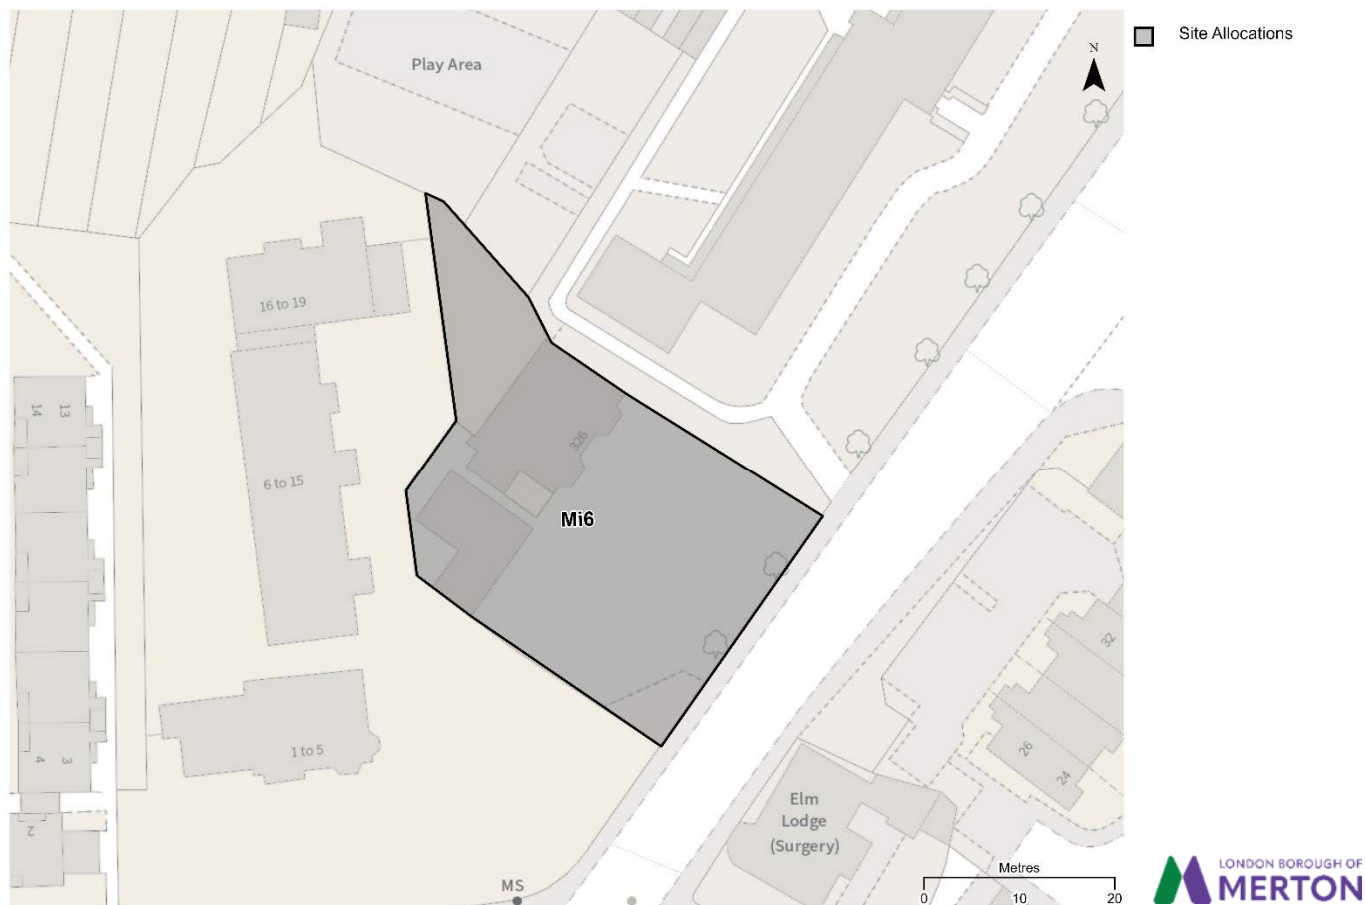 Site Allocations
N
Play Area
16 to 19
14
13
326
6 to 15
Mi6
32
1 to 5
26
24
4
3
Elm
Lodge
(Surgery)
2
MS
Metres
0
10
20
LONDON BOROUGH OF
MERTON